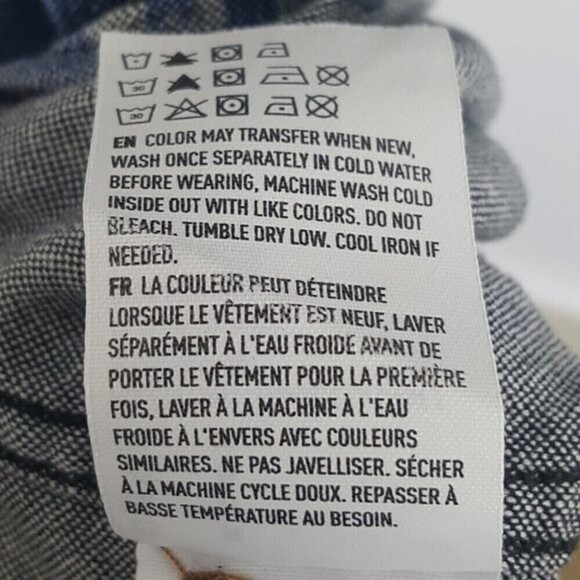 30
30
EN COLOR MAY TRANSFER WHEN NEW,
WASH ONCE SEPARATELY IN COLD WATER
BEFORE WEARING, MACHINE WASH COLD
INSIDE OUT WITH LIKE COLORS. DO NOT
BLEACH. TUMBLE DRY LOW. COOL IRON IF
NEEDED.
FR LA COULEUR PEUT DÉTEINDRE
LORSQUE LE VÊTEMENT EST NEUF, LAVER
SÉPARÉMENT À L'EAU FROIDE AVANT DE
PORTER LE VÊTEMENT POUR LA PREMIÈRE
FOIS, LAVER À LA MACHINE À L'EAU
FROIDE À L'ENVERS AVEC COULEURS
SIMILAIRES. NE PAS JAVELLISER. SÉCHER
À LA MACHINE CYCLE DOUX. REPASSER À
BASSE TEMPÉRATURE AU BESOIN.